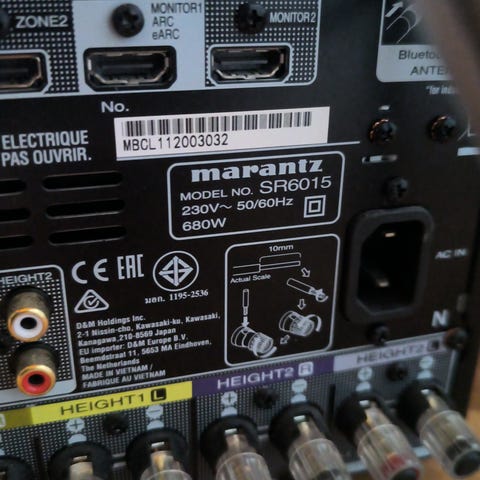 ZONE2
MONITOR1
ARC
eARC
MONITOR2
Bluetooth
ANTE
No.
ELECTRIQUE
PAS OUVRIR.
MBCL112003032
marantz
MODEL NO. SR6015
230V~ 50/60Hz
680W
AC IN
10mm
Actual Scale
CE EAC
มอก. 1195-2536
HEIGHT2
D&M Holdings Inc.
2-1 Nisshin-cho, Kawasaki-ku, Kawasaki,
Kanagawa, 210-8569 Japan
EU importer: D&M Europe B.V.
Beemdstraat 11, 5653 MA Eindhoven,
The Netherlands
MADE IN VIETNAM /
FABRIQUE AU VIETNAM
N
HEIGHT1 L
HEIGHT2 R
HEIGHT2 L